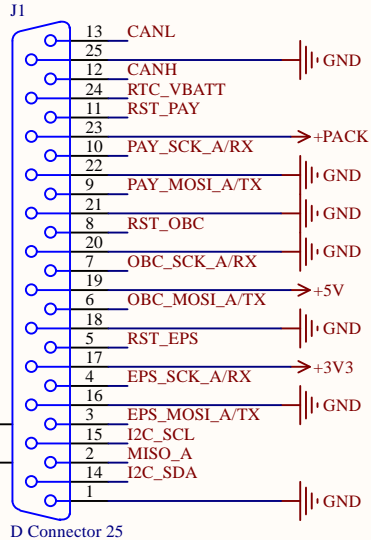 J1
13 CANL
25 GND
12 CANH
24 RTC_VBATT
11 RST_PAY
23 +PACK
10 PAY_SCK_A/RX
22 GND
9 PAY_MOSI_A/TX
21 GND
8 RST_OBC
20 GND
7 OBC_SCK_A/RX
19 +5V
6 OBC_MOSI_A/TX
18 GND
5 RST_EPS
17 +3V3
4 EPS_SCK_A/RX
16 GND
3 EPS_MOSI_A/TX
15 I2C_SCL
2 MISO_A
14 I2C_SDA
1 GND
D Connector 25